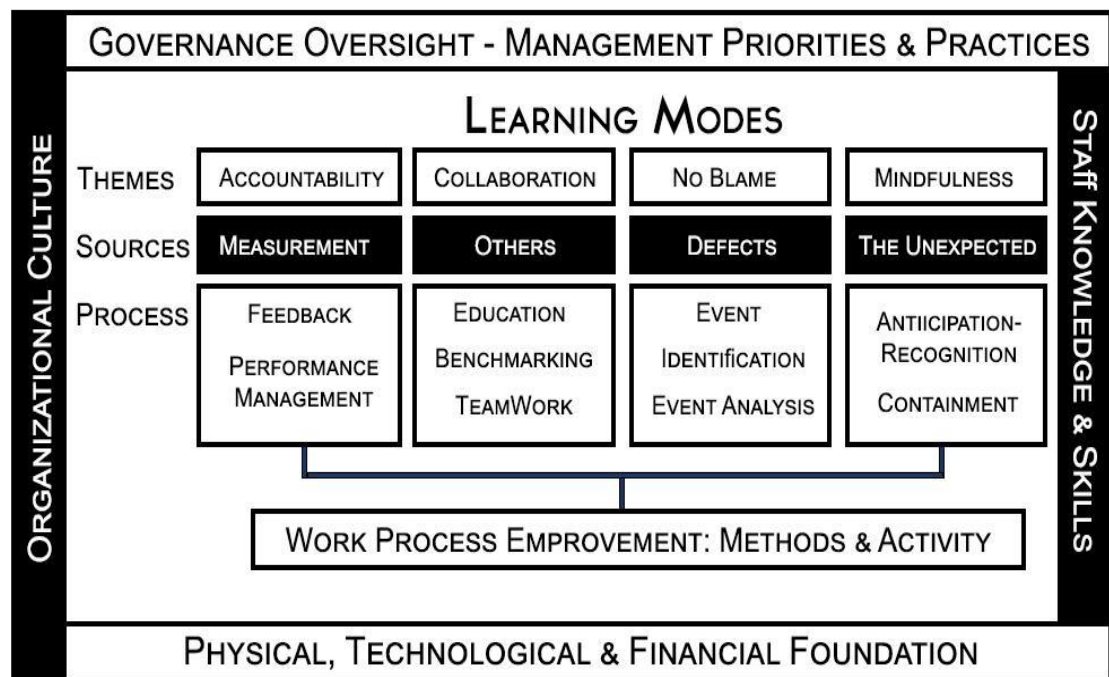 GOVERNANCE OVERSIGHT - MANAGEMENT PRIORITIES & PRACTICES
ORGANIZATIONAL CULTURE
LEARNING MODES
THEMES
ACCOUNTABILITY
COLLABORATION
NO BLAME
MINDFULNESS
SOURCES
MEASUREMENT
OTHERS
DEFECTS
THE UNEXPECTED
PROCESS
FEEDBACK
PERFORMANCE
MANAGEMENT
EDUCATION
BENCHMARKING
TEAMWORK
EVENT
IDENTIfiCATION
EVENT ANALYSIS
ANTIICIPATION-
RECOGNITION
CONTAINMENT
WORK PROCESS EMPROVEMENT: METHODS & ACTIVITY
STAff KNOWLEDGE & SKILLS
PHYSICAL, TECHNOLOGICAL & FINANCIAL FOUNDATION